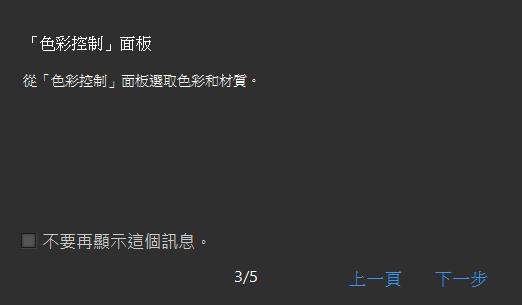 「色彩控制」面板
從「色彩控制」面板選取色彩和材質。
不要再顯示這個訊息。
3/5
上一頁
下一步